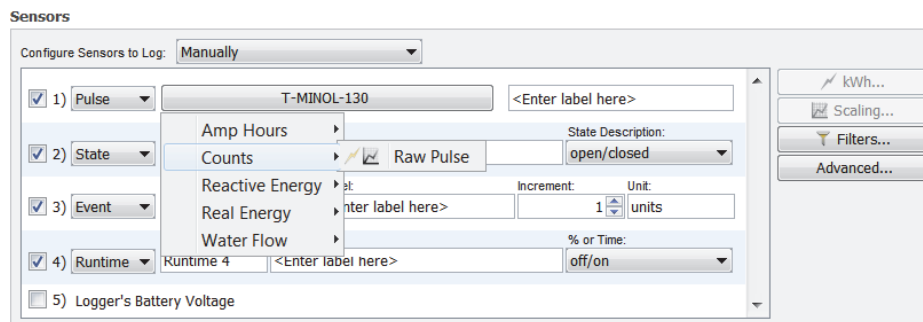 Sensors
Configure Sensors to Log: Manually
1) Pulse T-MINOL-130 <Enter label here>
kWh...
Scaling...
Filters...
Advanced...
Amp Hours
Counts
Raw Pulse
Reactive Energy
Real Energy
Water Flow
State Description:
2) State open/closed
Increment: Unit:
3) Event nter label here> 1 units
% or Time:
4) Runtime Runtime 4 <Enter label here> off/on
5) Logger's Battery Voltage